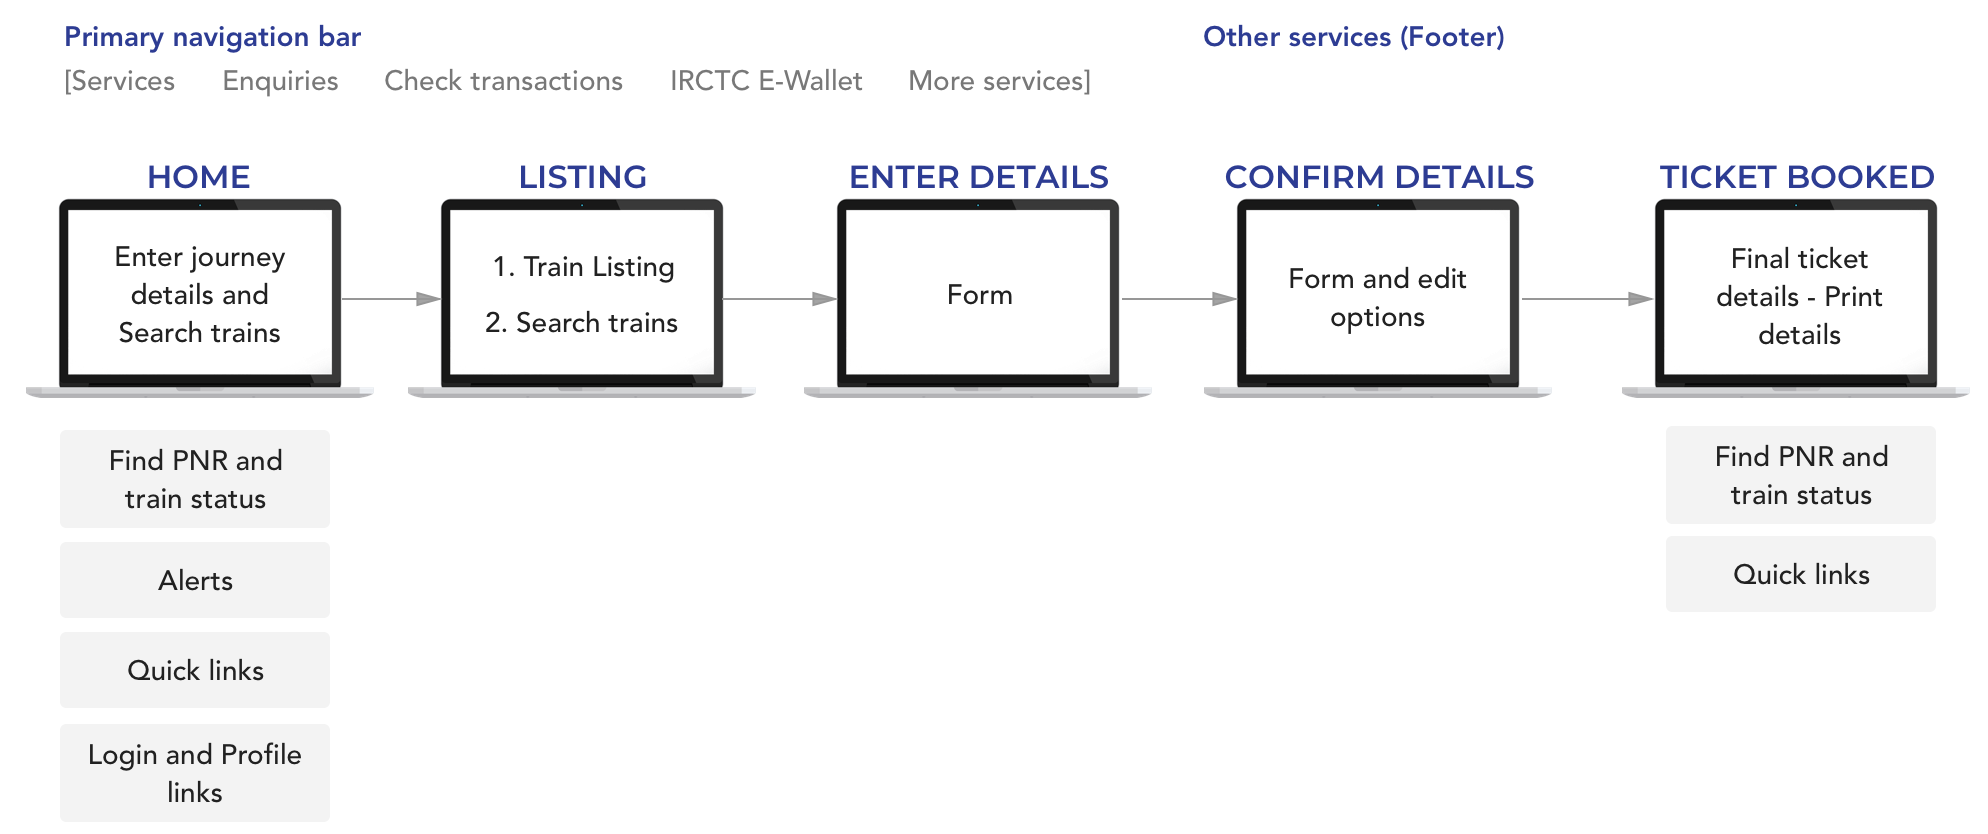 Primary navigation bar
Other services (Footer)
[Services Enquiries Check transactions IRCTC E-Wallet More services]
HOME
Enter journey
details and
Search trains
LISTING
1. Train Listing
2. Search trains
ENTER DETAILS
Form
CONFIRM DETAILS
Form and edit
options
TICKET BOOKED
Final ticket
details - Print
details
Find PNR and
train status
Alerts
Quick links
Login and Profile
links
Find PNR and
train status
Quick links